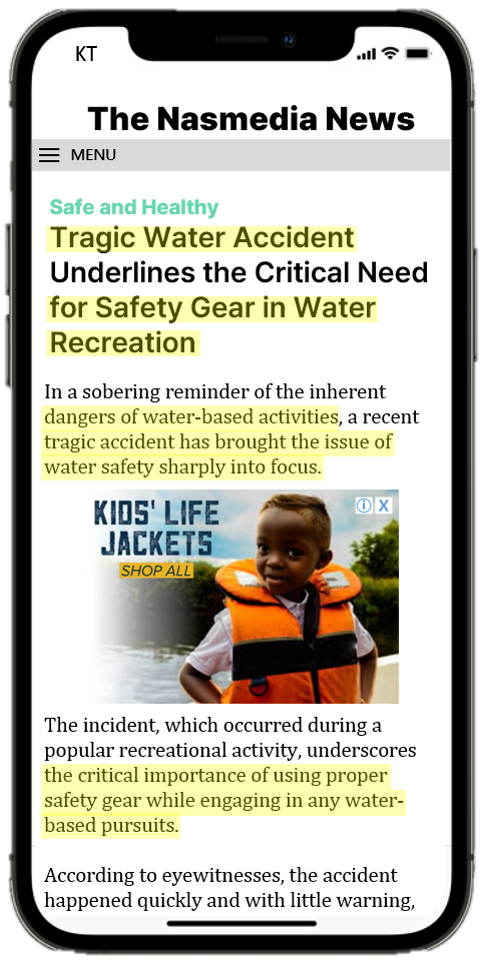 KT
The Nasmedia News
MENU
Safe and Healthy
Tragic Water Accident
Underlines the Critical Need
for Safety Gear in Water
Recreation
In a sobering reminder of the inherent
dangers of water-based activities, a recent
tragic accident has brought the issue of
water safety sharply into focus.
KIDS' LIFE
JACKETS
SHOP ALL
The incident, which occurred during a
popular recreational activity, underscores
the critical importance of using proper
safety gear while engaging in any water-
based pursuits.
According to eyewitnesses, the accident
happened quickly and with little warning,